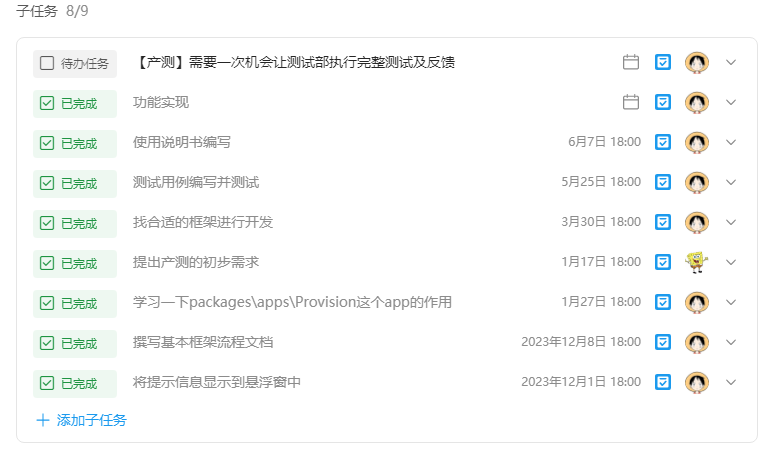 子任务 8/9
待办任务 【产测】需要一次机会让测试部执行完整测试及反馈
已完成 功能实现
已完成 使用说明书编写 6月7日 18:00
已完成 测试用例编写并测试 5月25日 18:00
已完成 找合适的框架进行开发 3月30日 18:00
已完成 提出产测的初步需求 1月17日 18:00
已完成 学习一下packages\apps\Provision这个app的作用 1月27日 18:00
已完成 撰写基本框架流程文档 2023年12月8日 18:00
已完成 将提示信息显示到悬浮窗中 2023年12月1日 18:00
添加子任务